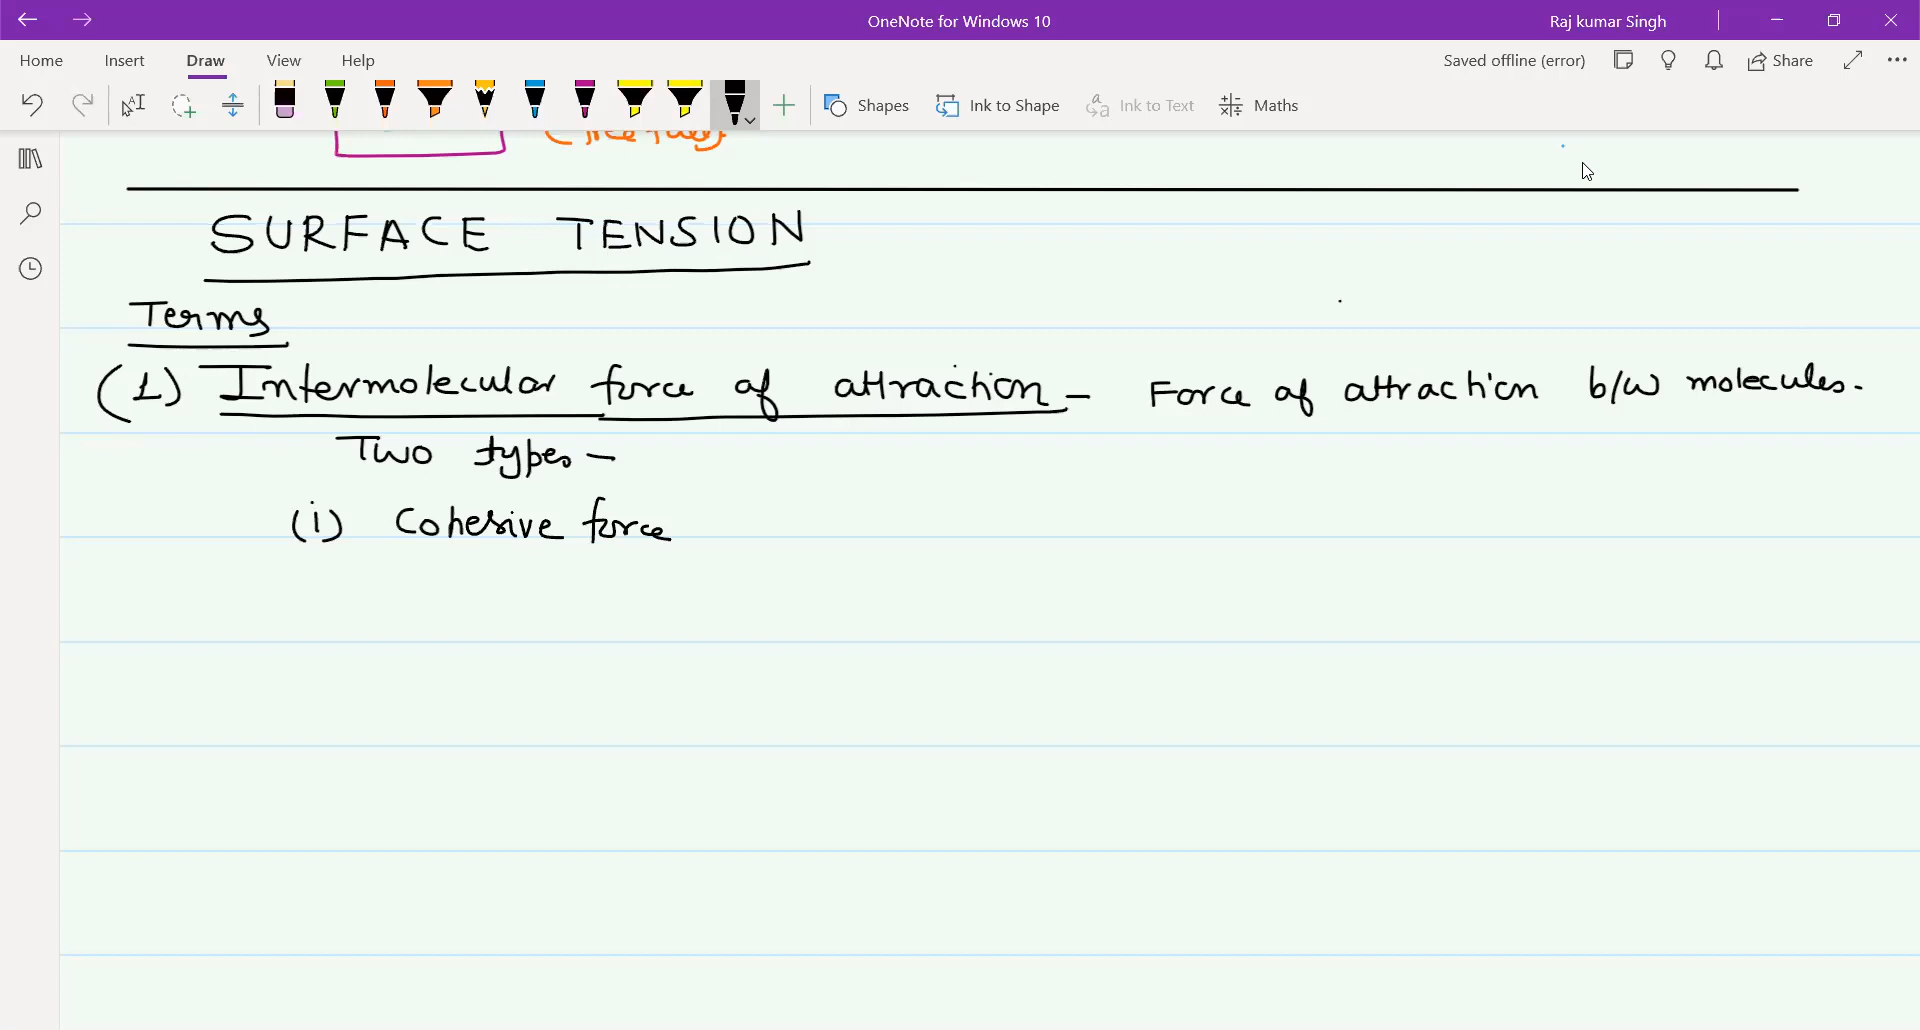 OneNote for Windows 10
Raj kumar Singh
Home Insert Draw View Help
Saved offline (error)
Share
Shapes
Ink to Shape
Ink to Text
Maths
SURFACE TENSION
Terms
(1) Intermolecular force of attraction - Force of attraction b/w molecules.
Two types -
(i) Cohesive force